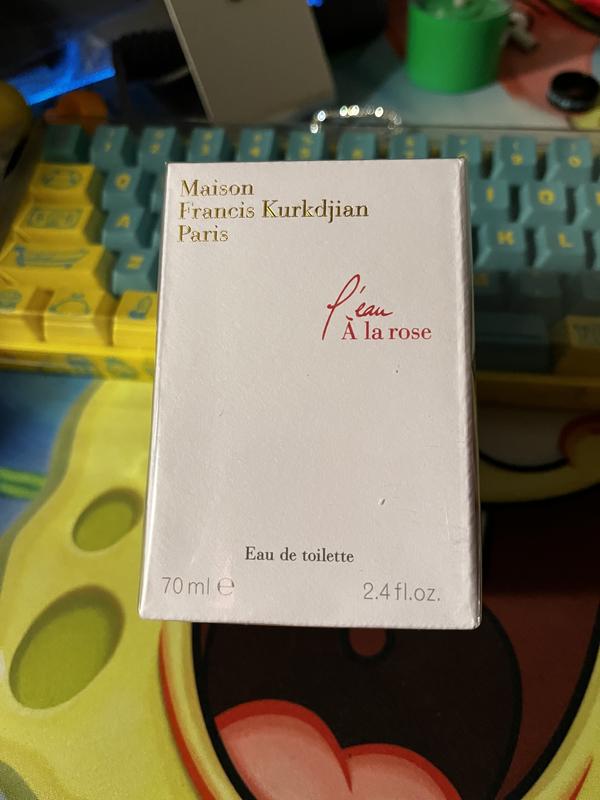 Maison
Francis Kurkdjian
Paris
l'eau
À la rose
Eau de toilette
70 ml ℮
2.4 fl.oz.